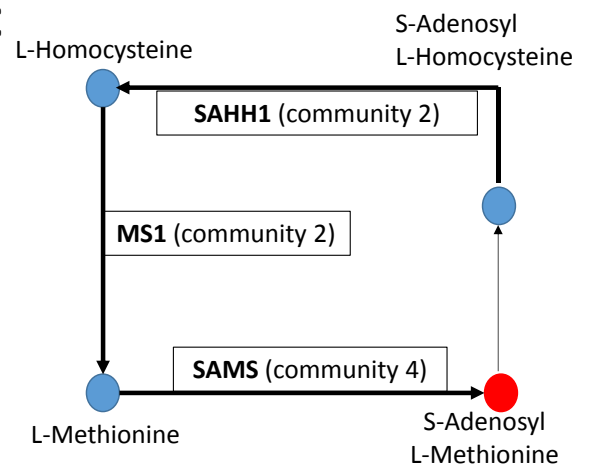 S-Adenosyl
L-Homocysteine
L-Homocysteine
SAHH1 (community 2)
MS1 (community 2)
SAMS (community 4)
L-Methionine
S-Adenosyl
L-Methionine